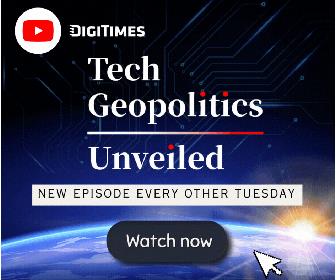 DIGITIMES
Tech
Geopolitics
Unveiled
NEW EPISODE EVERY OTHER TUESDAY
Watch now